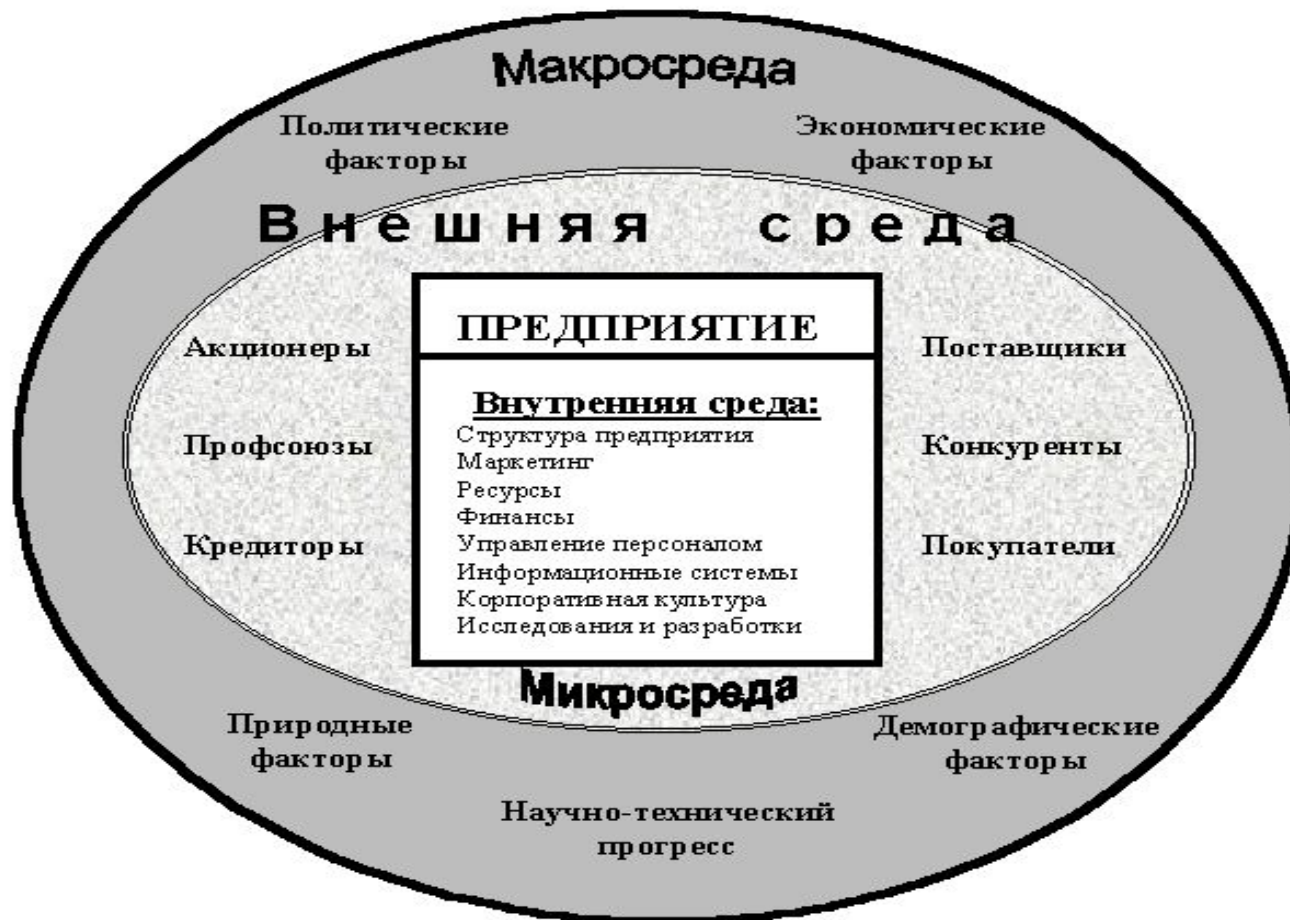 Макросреда
Политические
факторы
Экономические
факторы
Внешняя среда
ПРЕДПРИЯТИЕ
Акционеры
Профсоюзы
Кредиторы
Внутренняя среда:
Структура предприятия
Маркетинг
Ресурсы
Финансы
Управление персоналом
Информационные системы
Корпоративная культура
Исследования и разработки
Поставщики
Конкуренты
Покупатели
Микросреда
Природные
факторы
Демографические
факторы
Научно-технический
прогресс